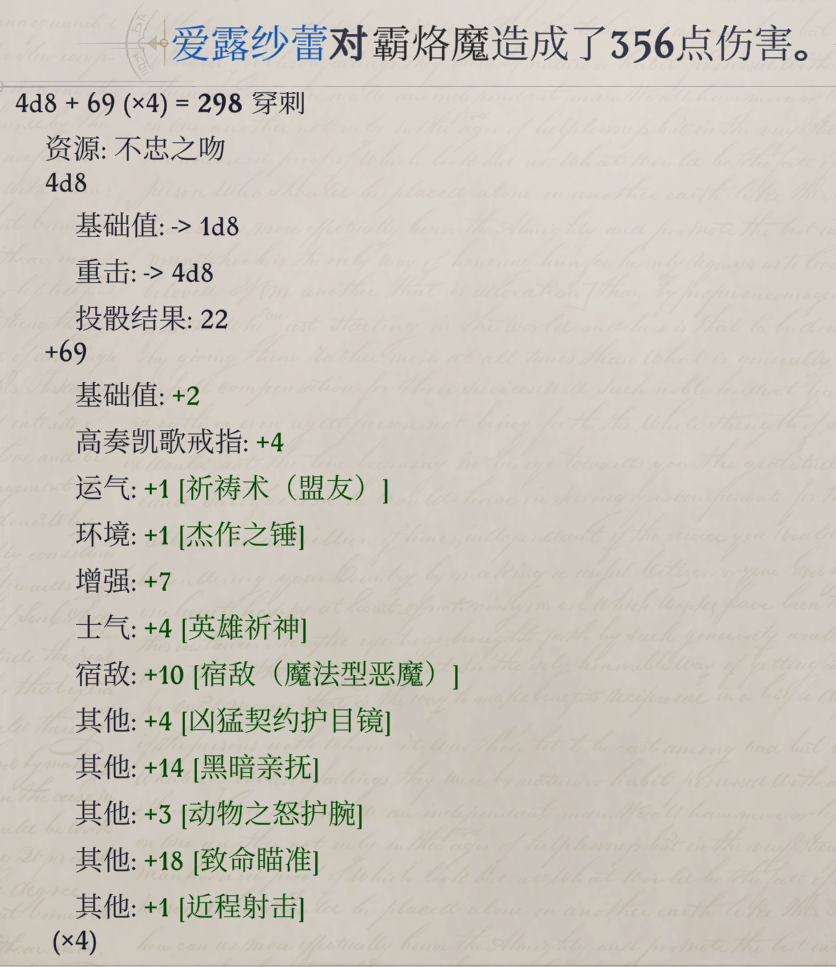 爱露纱蕾对霸烙魔造成了356点伤害。
4d8 + 69 (×4) = 298 穿刺
资源: 不忠之吻
4d8
基础值: -> 1d8
重击: -> 4d8
投骰结果: 22
+69
基础值: +2
高奏凯歌戒指: +4
运气: +1 [祈祷术（盟友）]
环境: +1 [杰作之锤]
增强: +7
士气: +4 [英雄祈神]
宿敌: +10 [宿敌（魔法型恶魔）]
其他: +4 [凶猛契约护目镜]
其他: +14 [黑暗亲抚]
其他: +3 [动物之怒护腕]
其他: +18 [致命瞄准]
其他: +1 [近程射击]
(×4)